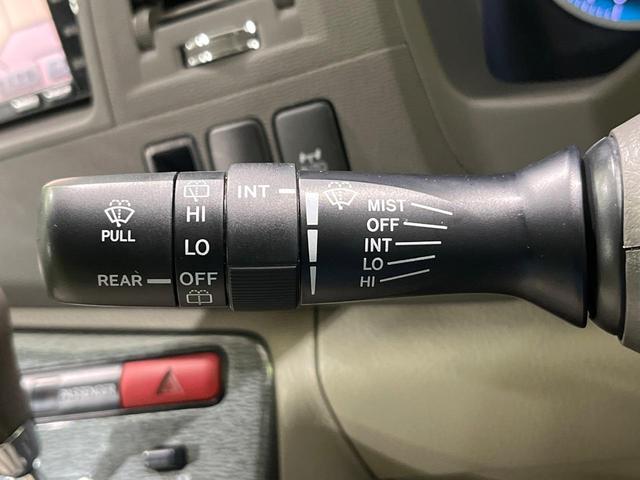 PULL
REAR
HI
LO
OFF
INT
MIST
OFF
INT
LO
HI